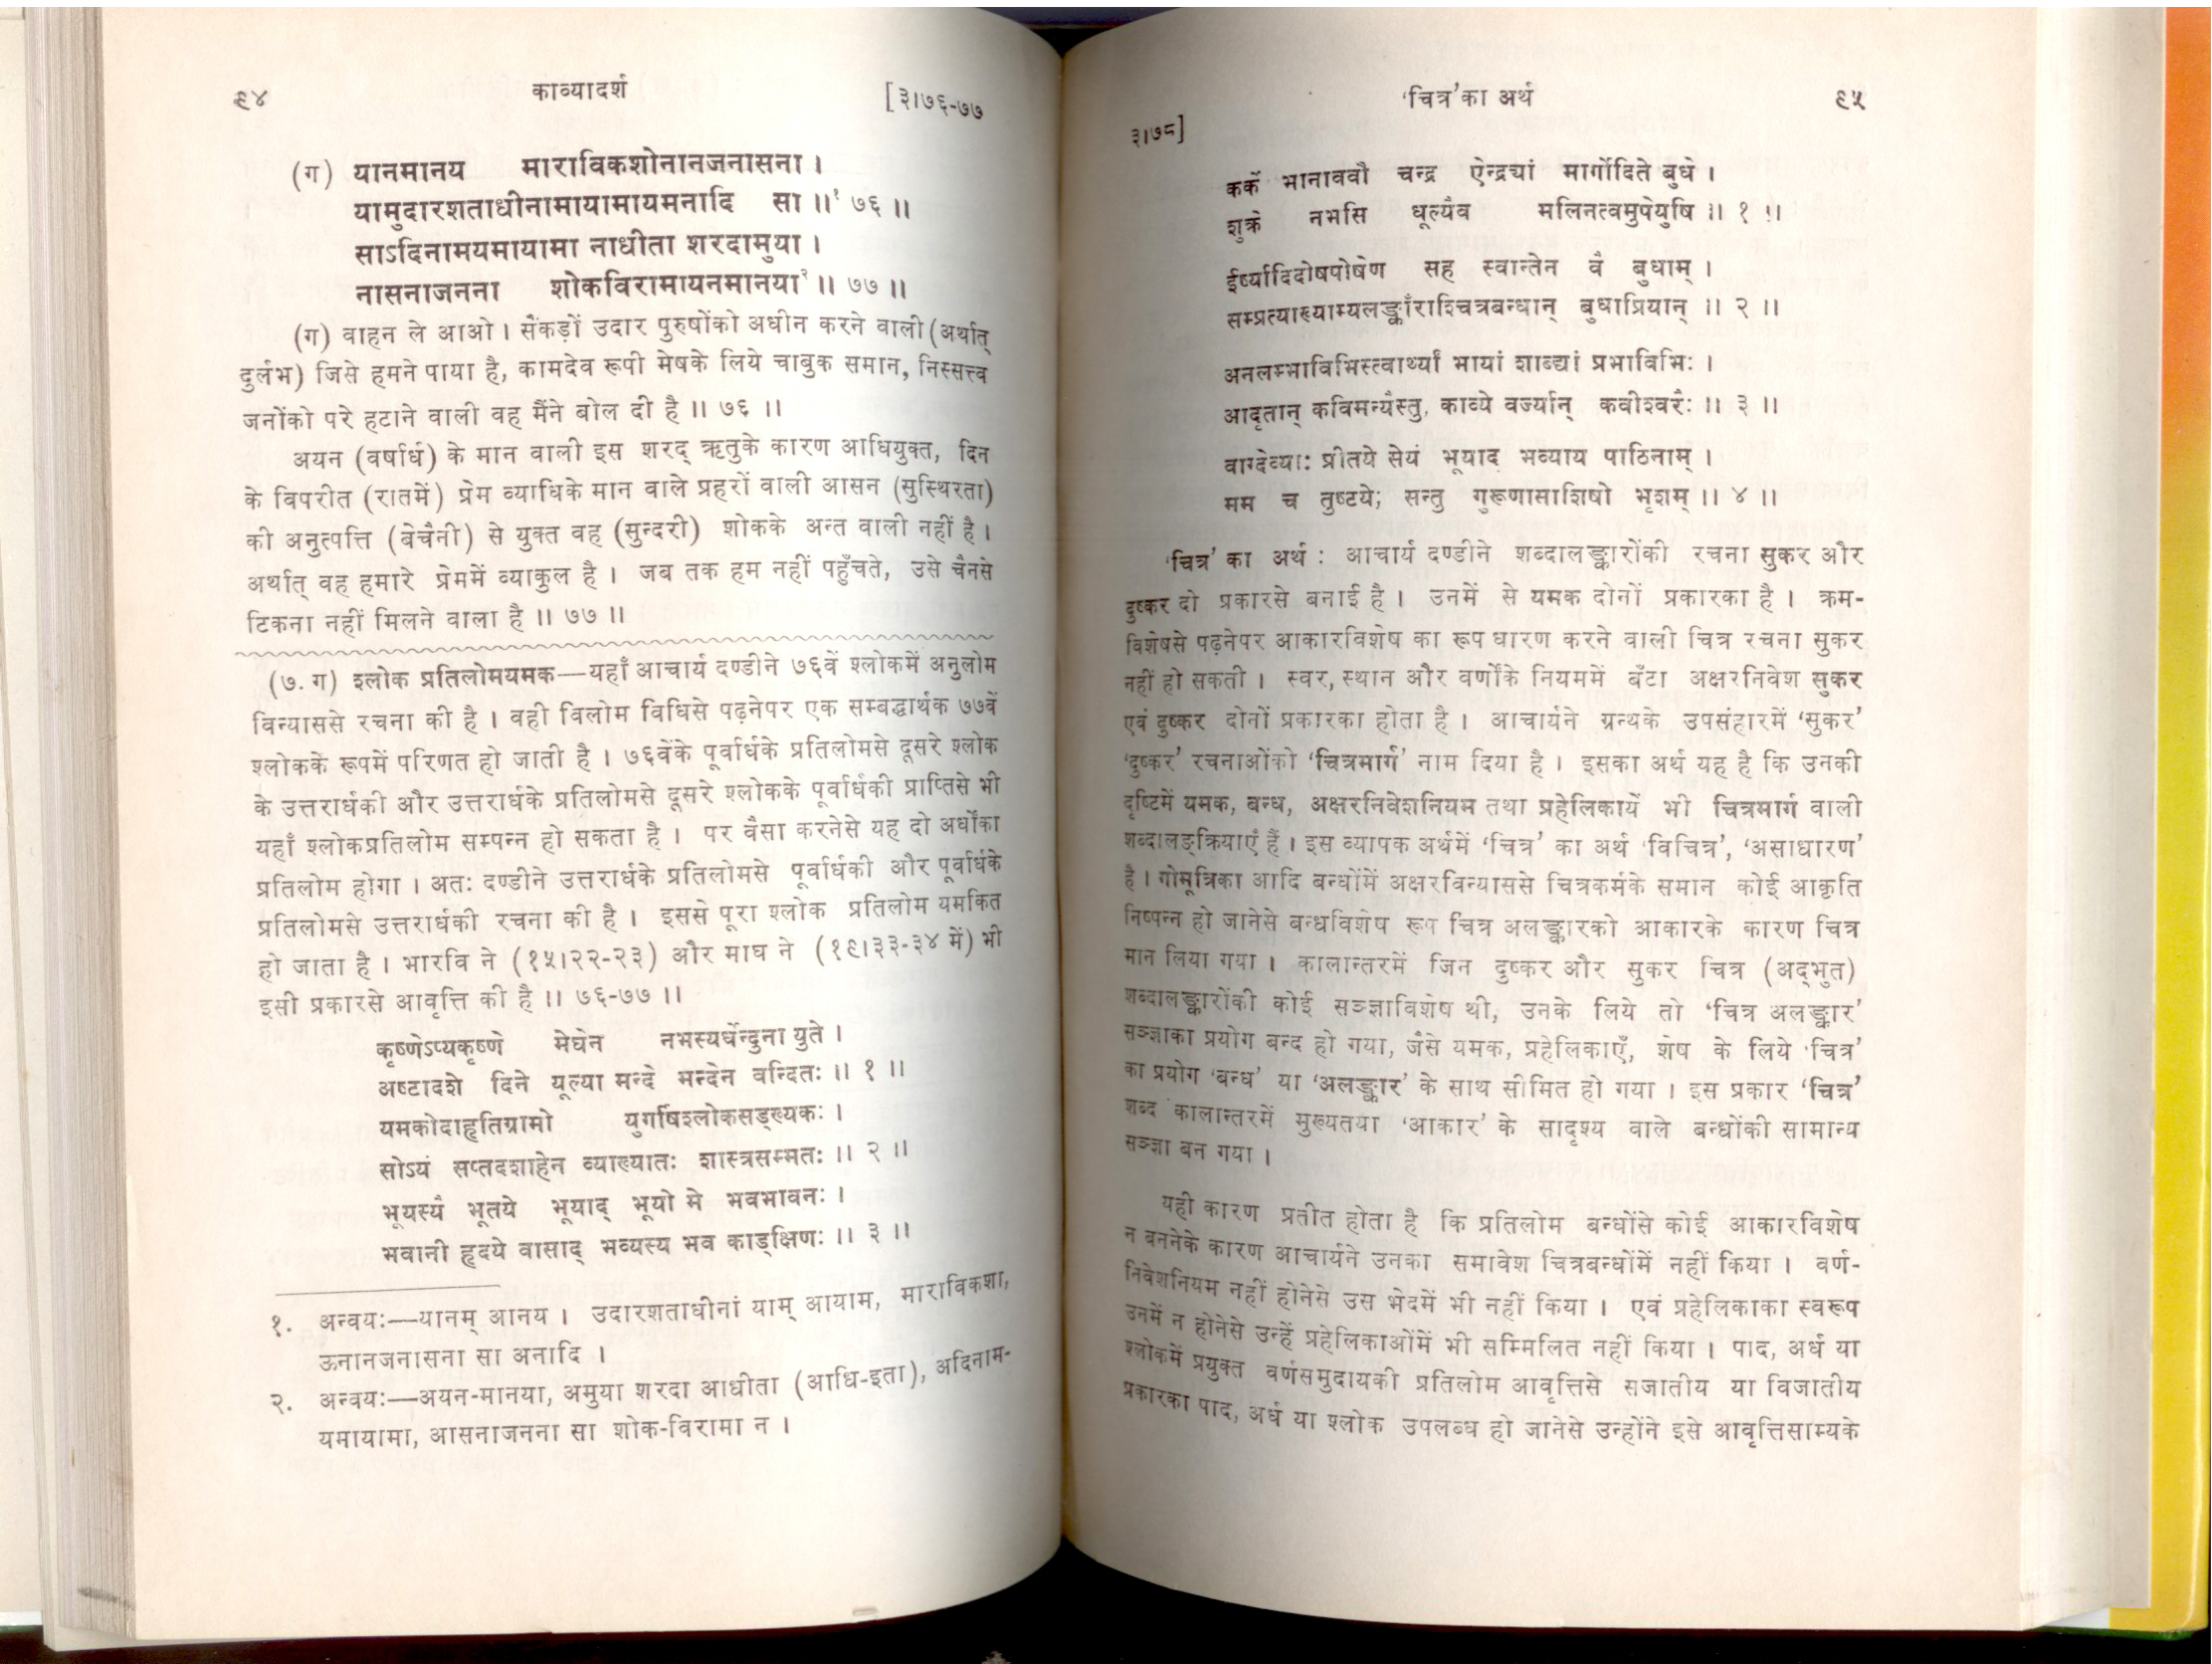 ९४ काव्यादर्श [३।७६-७७
(ग) यानमानय माराविकशोनानजनासना ।
यामुदारशताधीनामायामायमनादि सा ॥¹ ७६ ॥
साऽदिनामयमायामा नाधीता शरदामुया ।
नासनाजनना शोकविरामायनमानया² ॥ ७७ ॥
(ग) वाहन ले आओ । सैंकड़ों उदार पुरुषोंको अधीन करने वाली (अर्थात्
दुर्लभ) जिसे हमने पाया है, कामदेव रूपी मेषके लिये चाबुक समान, निस्सत्त्व
जनोंको परे हटाने वाली वह मैंने बोल दी है ॥ ७६ ॥
अयन (वर्षार्ध) के मान वाली इस शरद् ऋतुके कारण आधियुक्त, दिन
के विपरीत (रातमें) प्रेम व्याधिके मान वाले प्रहरों वाली आसन (सुस्थिरता)
की अनुत्पत्ति (बेचैनी) से युक्त वह (सुन्दरी) शोकके अन्त वाली नहीं है ।
अर्थात् वह हमारे प्रेममें व्याकुल है । जब तक हम नहीं पहुँचते, उसे चैनसे
टिकना नहीं मिलने वाला है ॥ ७७ ॥
(७. ग) श्लोक प्रतिलोमयमक—यहाँ आचार्य दण्डीने ७६वें श्लोकमें अनुलोम
विन्याससे रचना की है । वही विलोम विधिसे पढ़नेपर एक सम्बद्धार्थक ७७वें
श्लोकके रूपमें परिणत हो जाती है । ७६वेंके पूर्वार्धके प्रतिलोमसे दूसरे श्लोक
के उत्तरार्धकी और उत्तरार्धके प्रतिलोमसे दूसरे श्लोकके पूर्वार्धकी प्राप्तिसे भी
यहाँ श्लोकप्रतिलोम सम्पन्न हो सकता है । पर वैसा करनेसे यह दो अर्धोंका
प्रतिलोम होगा । अतः दण्डीने उत्तरार्धके प्रतिलोमसे पूर्वार्धकी और पूर्वार्धके
प्रतिलोमसे उत्तरार्धकी रचना की है । इससे पूरा श्लोक प्रतिलोम यमकित
हो जाता है । भारवि ने (१५।२२-२३) और माघ ने (१९।३३-३४ में) भी
इसी प्रकारसे आवृत्ति की है ॥ ७६-७७ ॥
कृष्णेऽप्यकृष्णे मेघेन नभस्यर्धेन्दुना युते ।
अष्टादशे दिने यूल्या मन्दे मन्देन वन्दितः ॥ १ ॥
यमकोदाहृतिग्रामो युगर्षिश्लोकसङ्ख्यकः ।
सोऽयं सप्तदशाहेन व्याख्यातः शास्त्रसम्मतः ॥ २ ॥
भूयस्यै भूतये भूयाद् भूयो मे भवभावनः ।
भवानी हृदये वासाद् भव्यस्य भव काङ्क्षिणः ॥ ३ ॥
१. अन्वयः—यानम् आनय । उदारशताधीनां याम् आयाम, माराविकशा,
ऊनानजनासना सा अनादि ।
२. अन्वयः—अयन-मानया, अमुया शरदा आधीता (आधि-इता), अदिनाम-
यमायामा, आसनाजनना सा शोक-विरामा न ।
'चित्र'का अर्थ ९५
३।७८]
कर्के भानाववौ चन्द्र ऐन्द्र्यां मार्गोदिते बुधे ।
शुक्रे नभसि धूल्यैव मलिनत्वमुपेयुषि ॥ १ ॥
ईर्ष्यादिदोषपोषेण सह स्वान्तेन वै बुधाम् ।
सम्प्रत्याख्याम्यलङ्काँराश्चित्रबन्धान् बुधाप्रियान् ॥ २ ॥
अनलम्भाविभिस्त्वार्थ्यां भायां शाब्द्यां प्रभाविभिः ।
आदृतान् कविमन्यैस्तु, काव्ये वर्ज्यान् कवीश्वरैः ॥ ३ ॥
वाग्देव्याः प्रीतये सेयं भूयाद् भव्याय पाठिनाम् ।
मम च तुष्टये; सन्तु गुरूणासाशिषो भृशम् ॥ ४ ॥
'चित्र' का अर्थ : आचार्य दण्डीने शब्दालङ्कारोंकी रचना सुकर और
दुष्कर दो प्रकारसे बनाई है । उनमें से यमक दोनों प्रकारका है । क्रम-
विशेषसे पढ़नेपर आकारविशेष का रूप धारण करने वाली चित्र रचना सुकर
नहीं हो सकती । स्वर, स्थान और वर्णोंके नियममें बँटा अक्षरनिवेश सुकर
एवं दुष्कर दोनों प्रकारका होता है । आचार्यने ग्रन्थके उपसंहारमें 'सुकर'
'दुष्कर' रचनाओंको 'चित्रमार्ग' नाम दिया है । इसका अर्थ यह है कि उनकी
दृष्टिमें यमक, बन्ध, अक्षरनिवेशनियम तथा प्रहेलिकायें भी चित्रमार्ग वाली
शब्दालङ्क्रियाएँ हैं । इस व्यापक अर्थमें 'चित्र' का अर्थ 'विचित्र', 'असाधारण'
है । गोमूत्रिका आदि बन्धोंमें अक्षरविन्याससे चित्रकर्मके समान कोई आकृति
निष्पन्न हो जानेसे बन्धविशेष रूप चित्र अलङ्कारको आकारके कारण चित्र
मान लिया गया । कालान्तरमें जिन दुष्कर और सुकर चित्र (अद्भुत)
शब्दालङ्कारोंकी कोई सञ्ज्ञाविशेष थी, उनके लिये तो 'चित्र अलङ्कार'
सञ्ज्ञाका प्रयोग बन्द हो गया, जैसे यमक, प्रहेलिकाएँ, शेष के लिये 'चित्र'
का प्रयोग 'बन्ध' या 'अलङ्कार' के साथ सीमित हो गया । इस प्रकार 'चित्र'
शब्द कालान्तरमें मुख्यतया 'आकार' के सादृश्य वाले बन्धोंकी सामान्य
सञ्ज्ञा बन गया ।
यही कारण प्रतीत होता है कि प्रतिलोम बन्धोंसे कोई आकारविशेष
न बननेके कारण आचार्यने उनका समावेश चित्रबन्धोंमें नहीं किया । वर्ण-
निवेशनियम नहीं होनेसे उस भेदमें भी नहीं किया । एवं प्रहेलिकाका स्वरूप
उनमें न होनेसे उन्हें प्रहेलिकाओंमें भी सम्मिलित नहीं किया । पाद, अर्ध या
श्लोकमें प्रयुक्त वर्णसमुदायकी प्रतिलोम आवृत्तिसे सजातीय या विजातीय
प्रकारका पाद, अर्ध या श्लोक उपलब्ध हो जानेसे उन्होंने इसे आवृत्तिसाम्यके